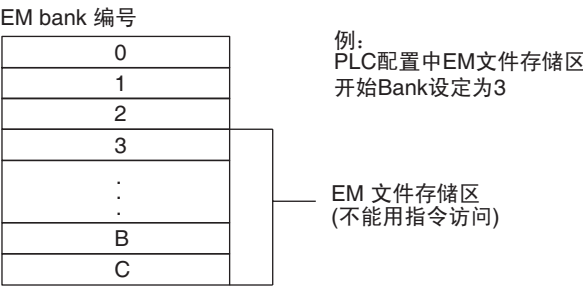 EM bank 编号
0
1
2
3
.
.
.
B
C
例：
PLC配置中EM文件存储区
开始Bank设定为3
EM 文件存储区
(不能用指令访问)